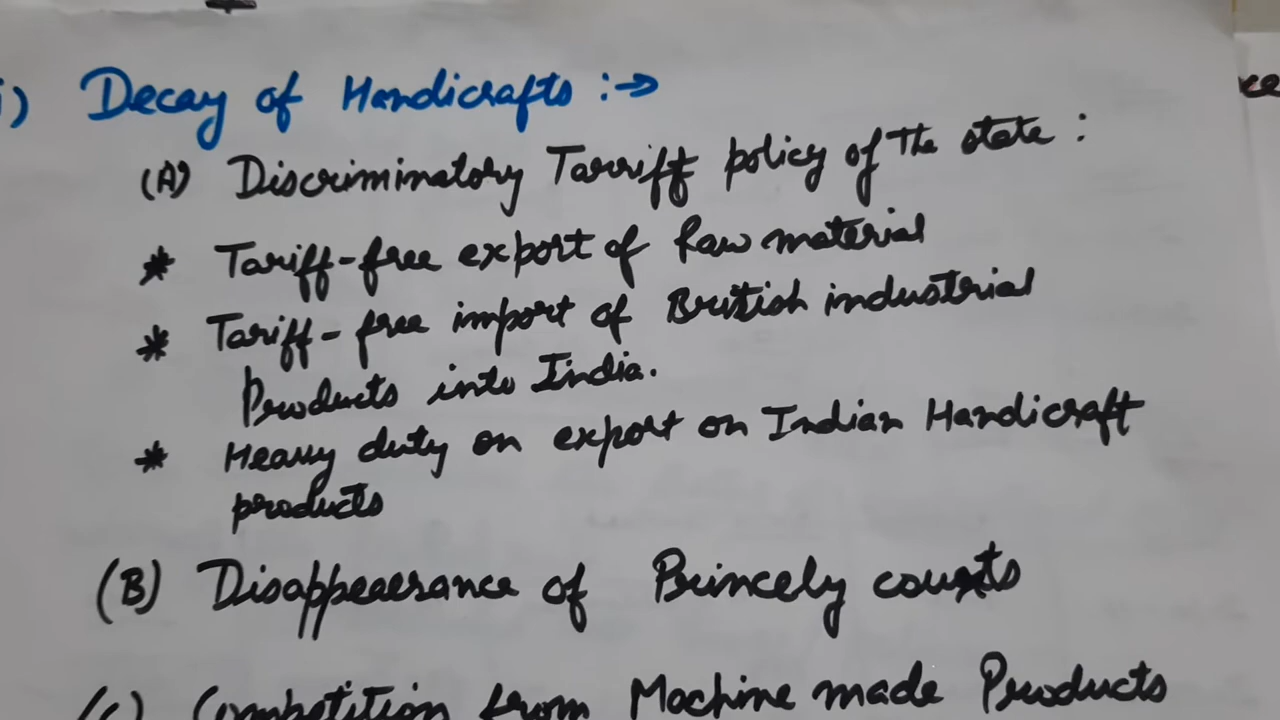 i) Decay of Handicrafts :→
(A) Discriminatory Tarriff policy of The state :
* Tariff-free export of Raw material
* Tariff-free import of British industrial
Products into India.
* Heavy duty on export on Indian Handicraft
products
(B) Disappearance of Princely courts
(C) Competition from Machine made Products